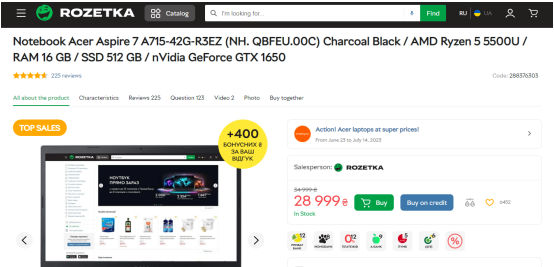 ROZETKA
Catalog
I'm looking for...
Find
RU
UA
Notebook Acer Aspire 7 A715-42G-R3EZ (NH. QBFEU.00C) Charcoal Black / AMD Ryzen 5 5500U /
RAM 16 GB / SSD 512 GB / nVidia GeForce GTX 1650
225 reviews
Code: 288376303
All about the product
Characteristics
Reviews 225
Question 123
Video 2
Photo
Buy together
TOP SALES
+400
БОНУСНИХ ₴
ЗА ВАШ
ВІДГУК
НОУТБУК
ПРЯМО ЗАРАЗ
Action! Acer laptops at super prices!
From June 23 to July 14, 2023
Salesperson: ROZETKA
34 999 ₴
28 999 ₴
Buy
Buy on credit
6452
In Stock